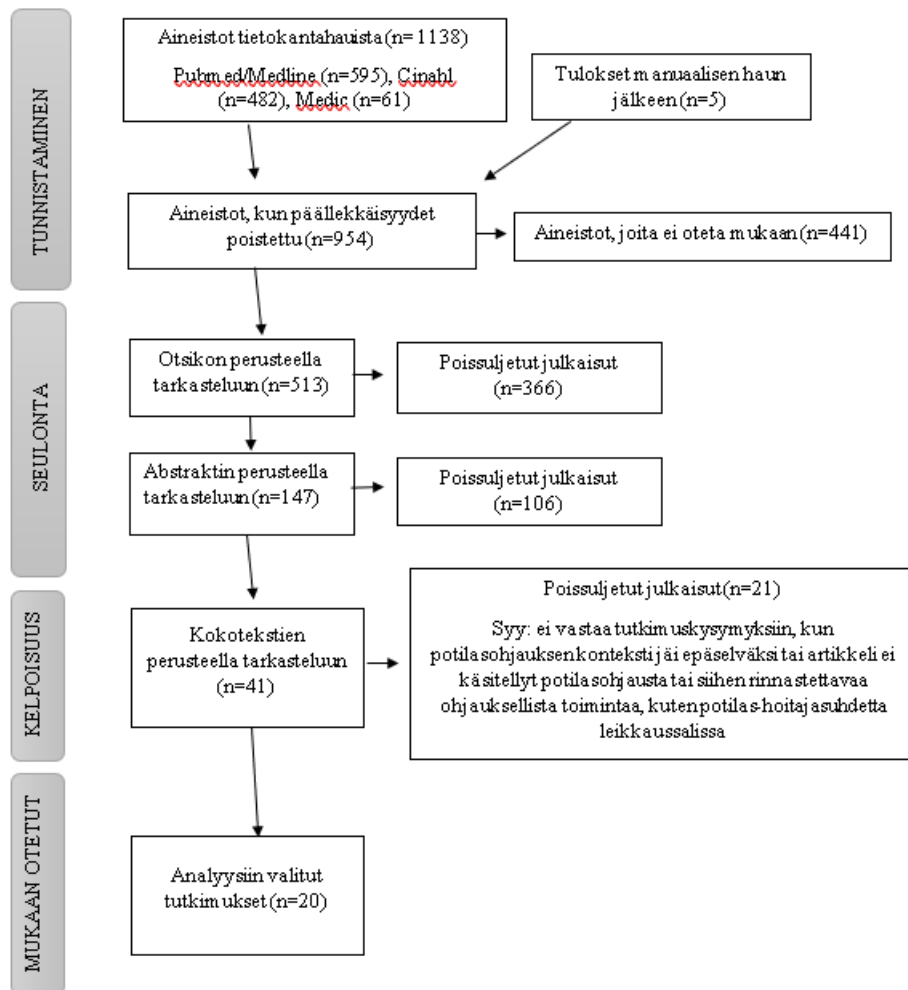 TUNNISTAMINEN
Aineistot tietokantahauista (n= 1138)
Pubmed/Medline (n=595), Cinahl
(n=482), Medic (n=61)
Tulokset manuaalisen haun
jälkeen (n=5)
Aineistot, kun päällekkäisyydet
poistettu (n=954)
Aineistot, joita ei oteta mukaan (n=441)
SEULONTA
Otsikon perusteella
tarkasteluun (n=513)
Poissuljetut julkaisut
(n=366)
Abstraktin perusteella
tarkasteluun (n=147)
Poissuljetut julkaisut
(n=106)
KELPOISUUS
Kokotekstien
perusteella tarkasteluun
(n=41)
Poissuljetut julkaisut (n=21)
Syy: ei vastaa tutkimuskysymyksiin, kun
potilasohjauksen konteksti jäi epäselväksi tai artikkeli ei
käsitellyt potilasohjausta tai siihen rinnastettavaa
ohjauksellista toimintaa, kuten potilas-hoitajasuhdetta
leikkaussalissa
MUKAAN OTETUT
Analyysiin valitut
tutkimukset (n=20)